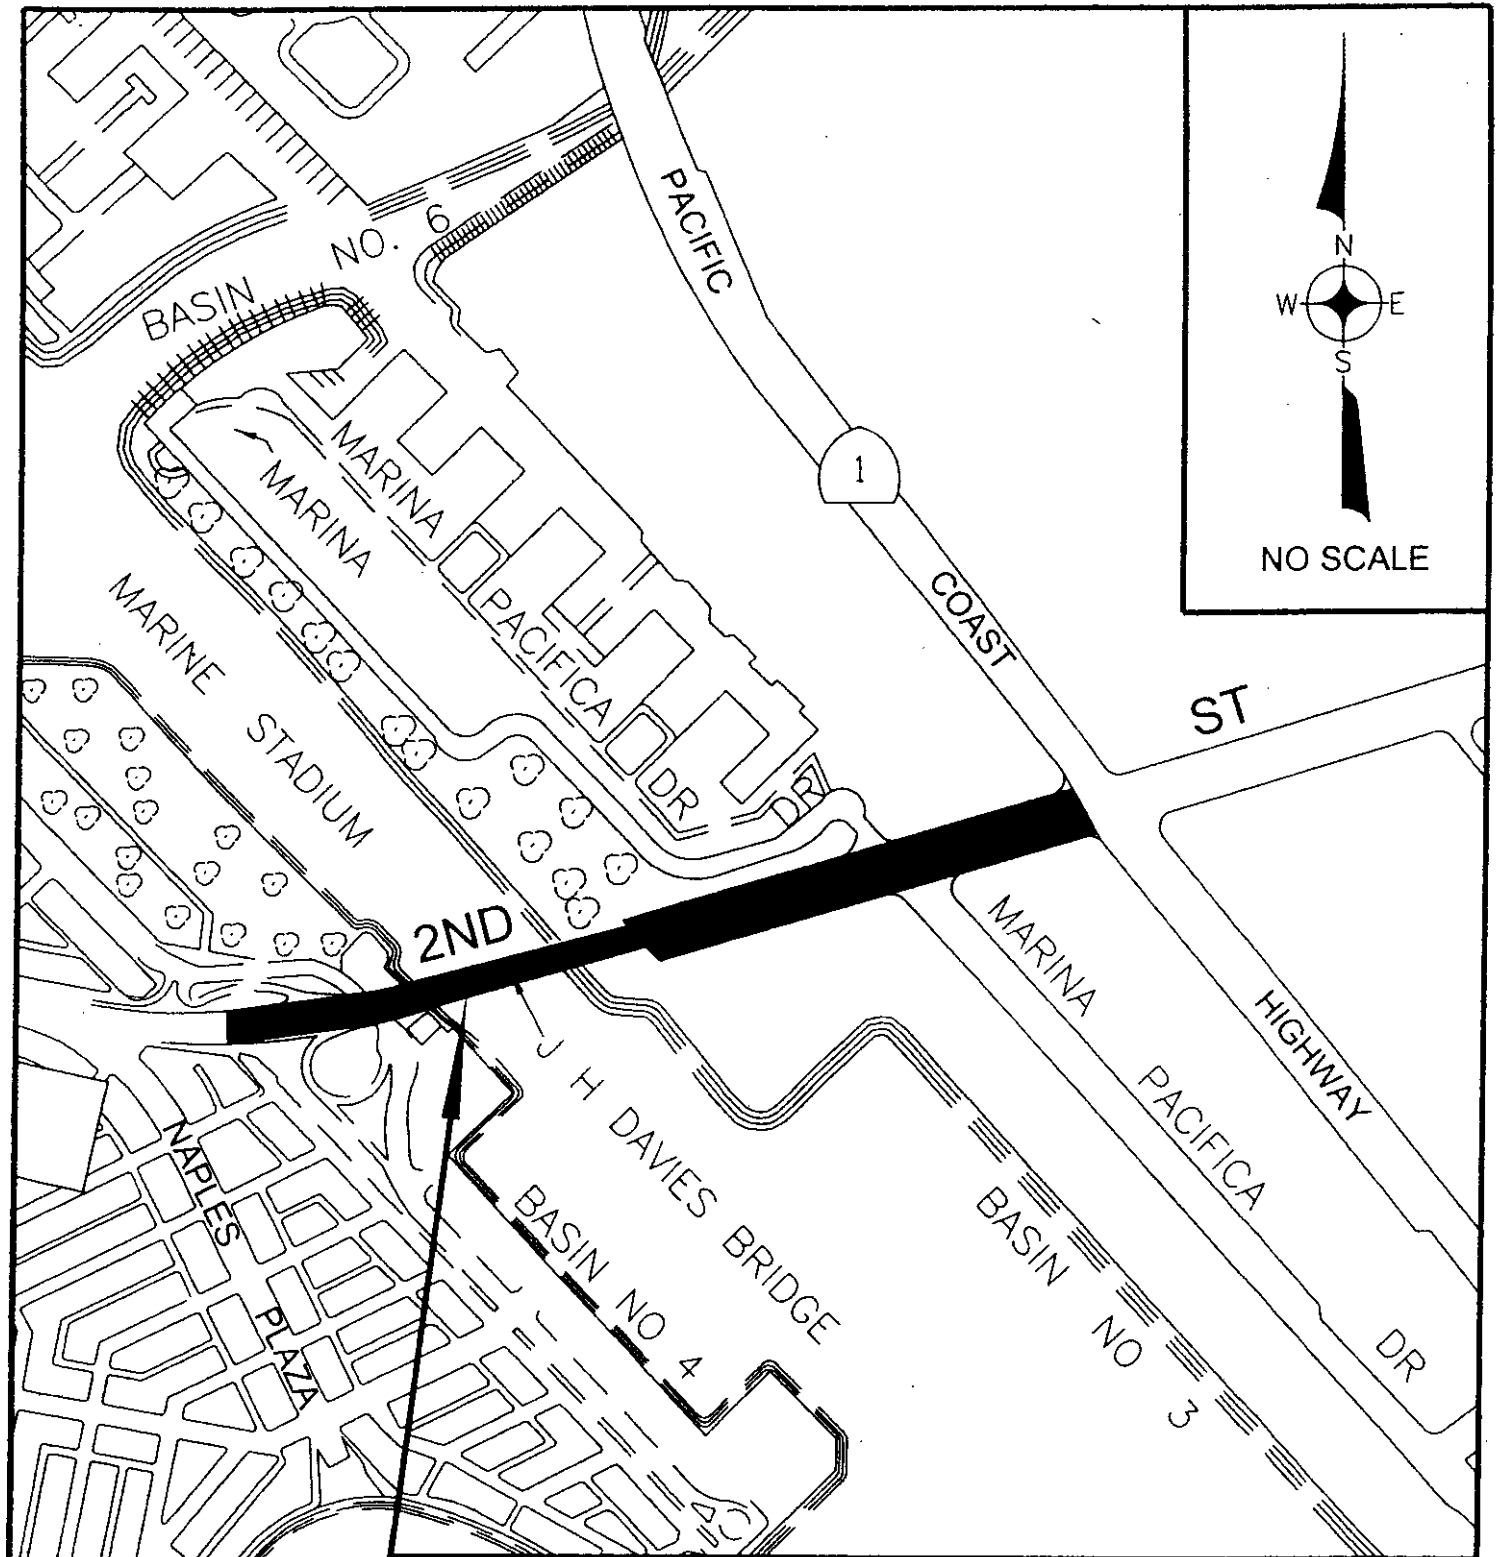 PACIFIC
COAST
HIGHWAY
1
N
W E
S
NO SCALE
BASIN NO. 6
MARINA
MARINA
PACIFICA
DR
DR
MARINE STADIUM
2ND
ST
J H DAVIES BRIDGE
MARINA
PACIFICA
DR
NAPLES
PLAZA
BASIN NO 4
BASIN NO 3